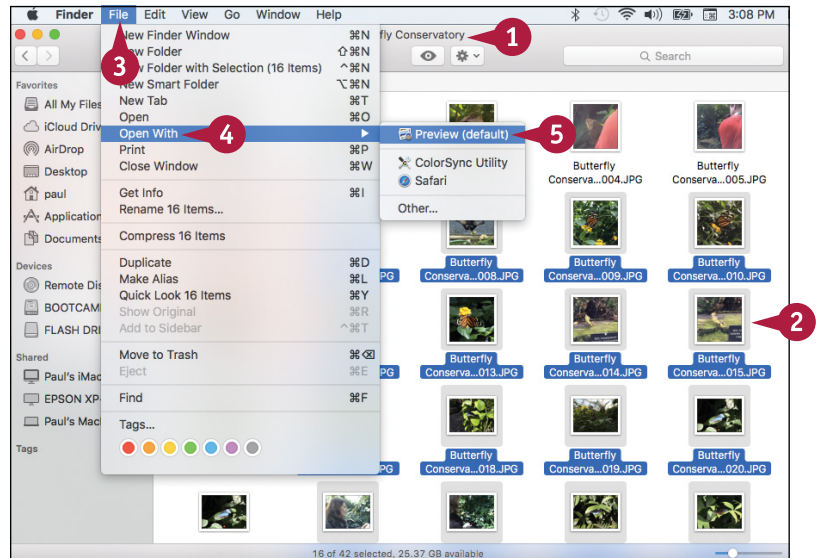 Finder File Edit View Go Window Help 3:08 PM
fly Conservatory
1
Search
3
Favorites
All My Files
iCloud Driv
AirDrop
Desktop
paul
Application
Documents
Devices
Remote Dis
BOOTCAM
FLASH DRI
Shared
Paul's iMac
EPSON XP-
Paul's Macl
Tags
New Finder Window ⌘N
New Folder ⇧⌘N
New Folder with Selection (16 Items) ^⌘N
New Smart Folder ⌥⌘N
New Tab ⌘T
Open ⌘O
Open With
4
Print ⌘P
Close Window ⌘W
Get Info ⌘I
Rename 16 Items...
Compress 16 Items
Duplicate ⌘D
Make Alias ⌘L
Quick Look 16 Items ⌘Y
Show Original ⌘R
Add to Sidebar ^⌘T
Move to Trash ⌘⌫
Eject ⌘E
Find ⌘F
Tags...
Preview (default)
5
ColorSync Utility
Safari
Other...
Butterfly
Conserva...004.JPG
Butterfly
Conserva...005.JPG
PG
Butterfly
Conserva...008.JPG
Butterfly
Conserva...009.JPG
Butterfly
Conserva...010.JPG
2
PG
Butterfly
Conserva...013.JPG
Butterfly
Conserva...014.JPG
Butterfly
Conserva...015.JPG
PG
Butterfly
Conserva...018.JPG
Butterfly
Conserva...019.JPG
Butterfly
Conserva...020.JPG
16 of 42 selected, 25.37 GB available